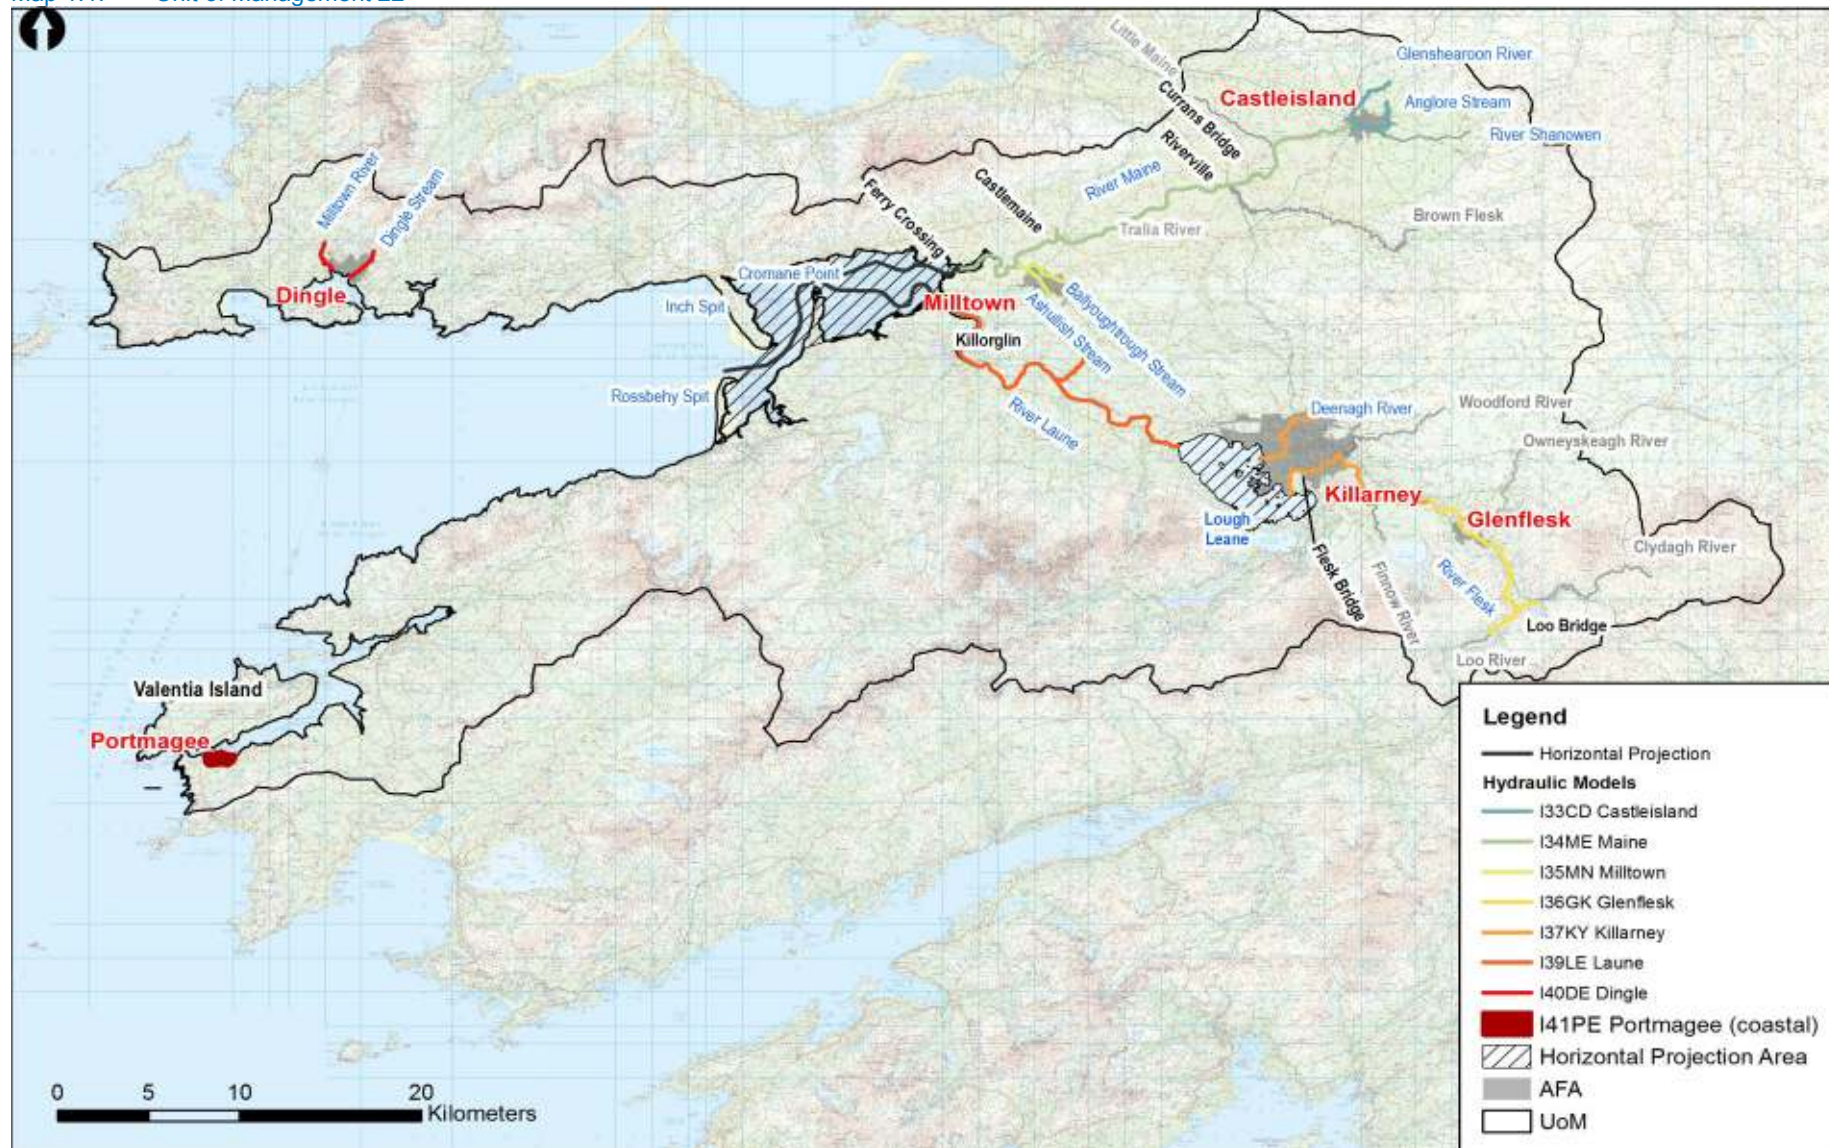 Glenshearoon River
Little Maine
Castleisland
Anglore Stream
Currans Bridge
River Shanowen
Riverville
Milltown River
Dingle Stream
Castlemaine
River Maine
Ferry Crossing
Brown Flesk
Tralia River
Cromane Point
Dingle
Inch Spit
Milltown
Ballyoughtrough Stream
Ashullish Stream
Killorglin
Rossbehy Spit
River Laune
Deenagh River
Woodford River
Owneyskeagh River
Killarney
Lough
Leane
Glenflesk
Clydagh River
Flesk Bridge
Finnow River
River Flesk
Loo Bridge
Loo River
Valentia Island
Portmagee
Legend
Horizontal Projection
Hydraulic Models
I33CD Castleisland
I34ME Maine
I35MN Milltown
I36GK Glenflesk
I37KY Killarney
I39LE Laune
I40DE Dingle
I41PE Portmagee (coastal)
Horizontal Projection Area
AFA
UoM
0 5 10 20
Kilometers